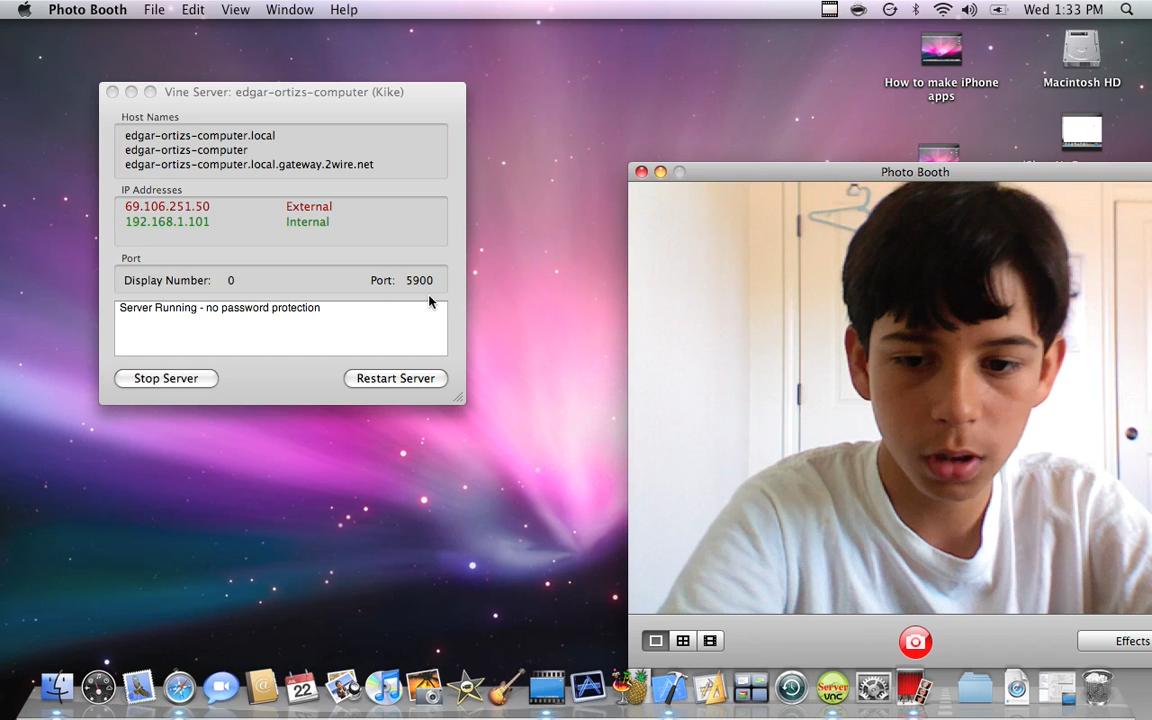 Photo Booth File Edit View Window Help Wed 1:33 PM
How to make iPhone apps
Macintosh HD
Vine Server: edgar-ortizs-computer (Kike)
Host Names
edgar-ortizs-computer.local
edgar-ortizs-computer
edgar-ortizs-computer.local.gateway.2wire.net
IP Addresses
69.106.251.50 External
192.168.1.101 Internal
Port
Display Number: 0 Port: 5900
Server Running - no password protection
Stop Server Restart Server
Photo Booth
Effects
22
Server
VNC